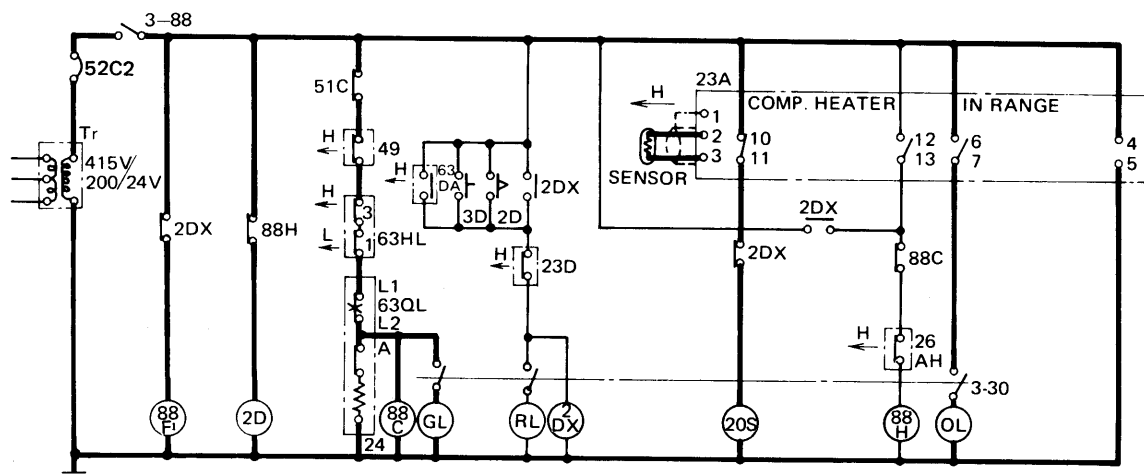 3-88
52C2
Tr
415V/
200/24V
2DX
88H
51C
H
49
H
3
L
1
63HL
L1
63QL
L2
A
24
H
63
DA
3D
2D
2DX
H
23D
23A
H
1
2
3
SENSOR
COMP. HEATER
IN RANGE
10
11
12
13
6
7
4
5
2DX
2DX
88C
H
26
AH
3-30
88
FI
2D
88
C
GL
RL
2
DX
20S
88
H
OL